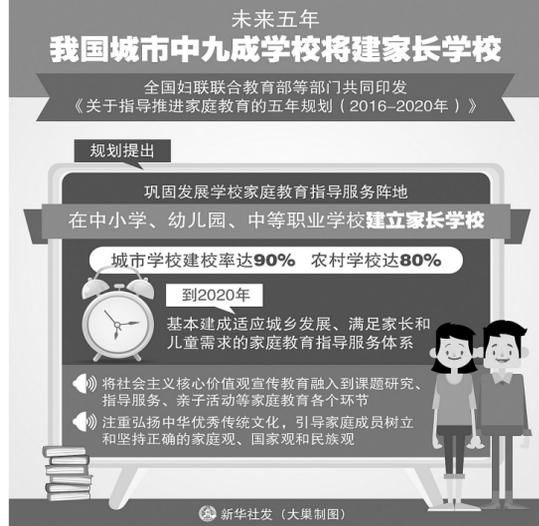 未来五年
我国城市中九成学校将建家长学校
全国妇联联合教育部等部门共同印发
《关于指导推进家庭教育的五年规划（2016-2020年）》
规划提出
巩固发展学校家庭教育指导服务阵地
在中小学、幼儿园、中等职业学校建立家长学校
城市学校建校率达90% 农村学校达80%
到2020年
基本建成适应城乡发展、满足家长和
儿童需求的家庭教育指导服务体系
将社会主义核心价值观宣传教育融入到课题研究、
指导服务、亲子活动等家庭教育各个环节
注重弘扬中华优秀传统文化，引导家庭成员树立
和坚持正确的家庭观、国家观和民族观
新华社发（大巢制图）